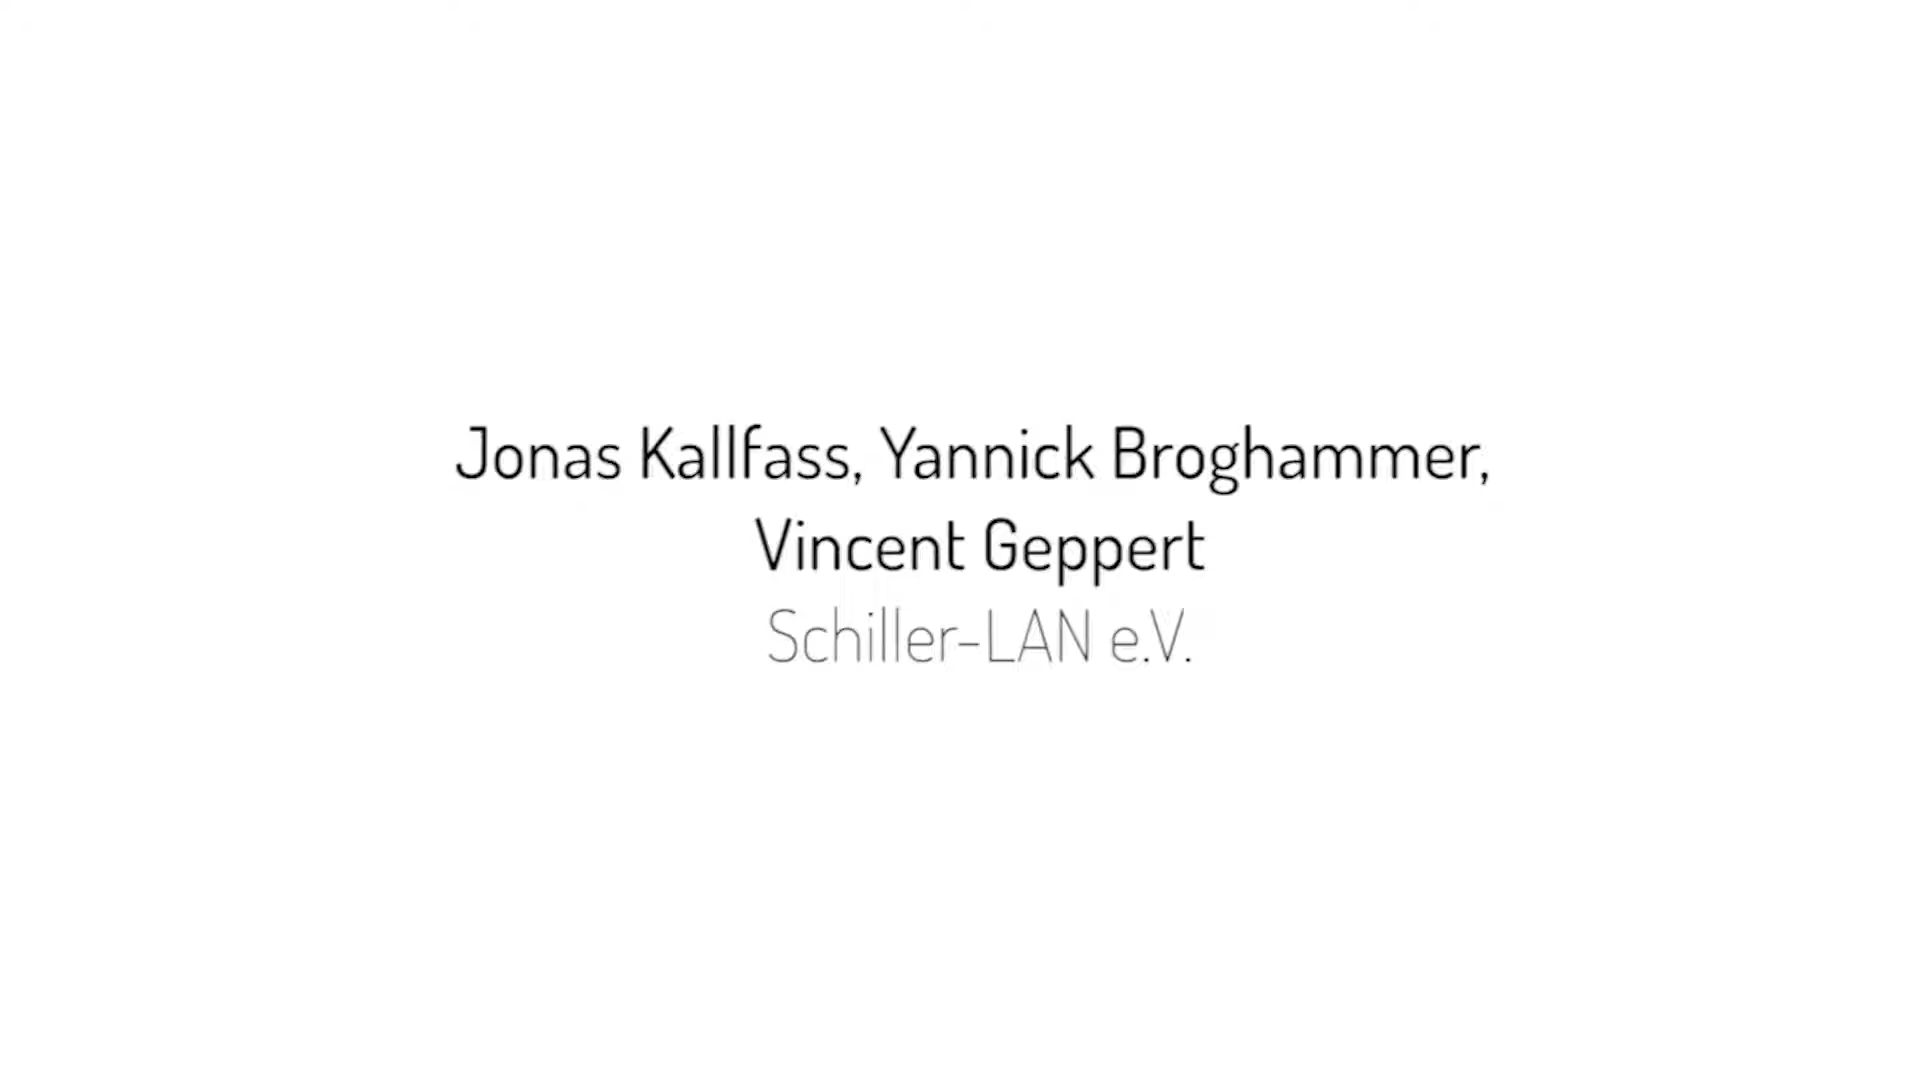 Jonas Kallfass, Yannick Broghammer,
Vincent Geppert
Schiller-LAN e.V.